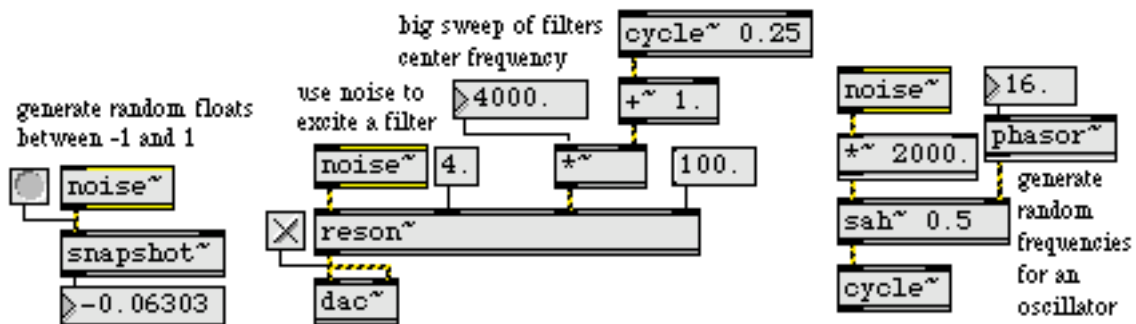 generate random floats
between -1 and 1
noise~
snapshot~
-0.06303
big sweep of filters
center frequency
cycle~ 0.25
4000.
+~ 1.
use noise to
excite a filter
noise~
4.
*~
100.
reson~
dac~
noise~
16.
*~ 2000.
phasor~
sah~ 0.5
cycle~
generate
random
frequencies
for an
oscillator